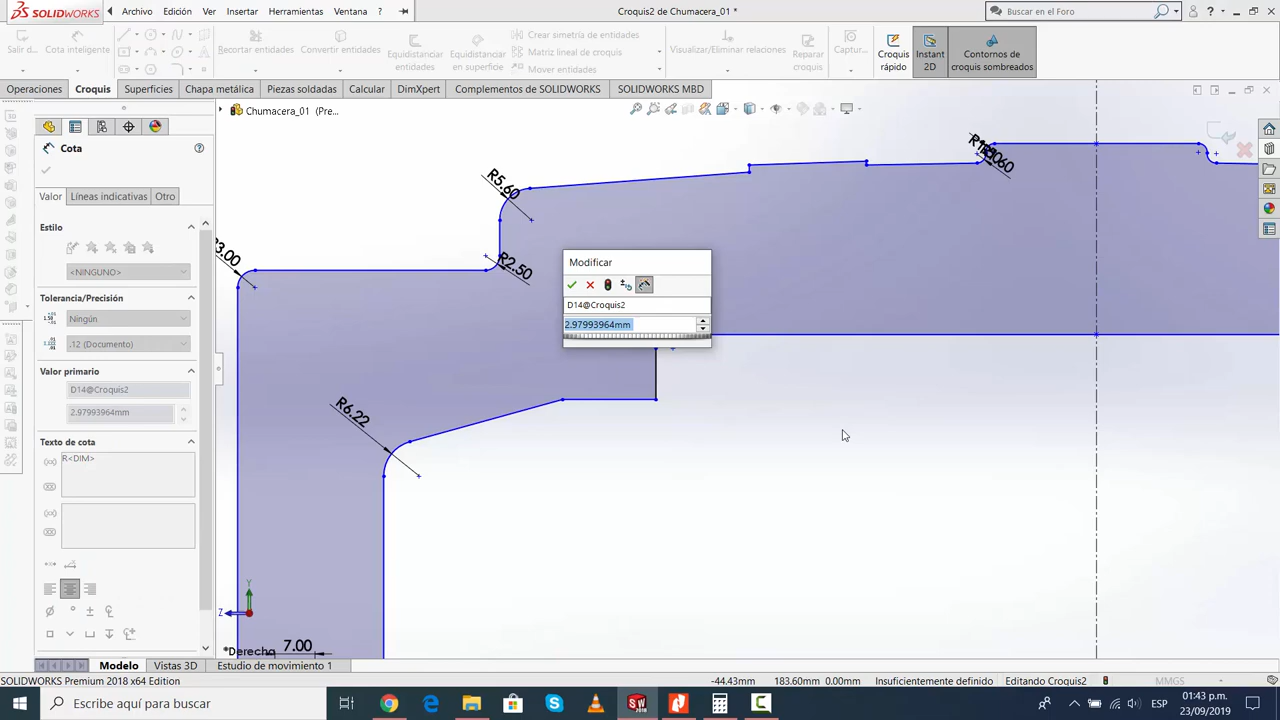 SOLIDWORKS
Archivo Edición Ver Insertar Herramientas Ventana ?
Croquis2 de Chumacera_01 *
Buscar en el Foro
Salir d...
Cota inteligente
Recortar entidades
Convertir entidades
Equidistanciar entidades
Equidistanciar en superficie
Crear simetría de entidades
Matriz lineal de croquis
Mover entidades
Visualizar/Eliminar relaciones
Reparar croquis
Captur...
Croquis rápido
Instant 2D
Contornos de croquis sombreados
Operaciones Croquis Superficies Chapa metálica Piezas soldadas Calcular DimXpert Complementos de SOLIDWORKS SOLIDWORKS MBD
Chumacera_01 (Pre...
Cota
Valor Líneas indicativas Otro
Estilo
<NINGUNO>
Tolerancia/Precisión
Ningún
.12 (Documento)
Valor primario
D14@Croquis2
2.97993964mm
Texto de cota
R<DIM>
R5.60
R2.50
R3.00
R6.22
7.00
Modificar
D14@Croquis2
2.97993964mm
Y
Z
*Derecho
Modelo Vistas 3D Estudio de movimiento 1
SOLIDWORKS Premium 2018 x64 Edition
-44.43mm 183.60mm 0.00mm Insuficientemente definido Editando Croquis2 MMGS
Escribe aquí para buscar
ESP
01:43 p.m.
23/09/2019